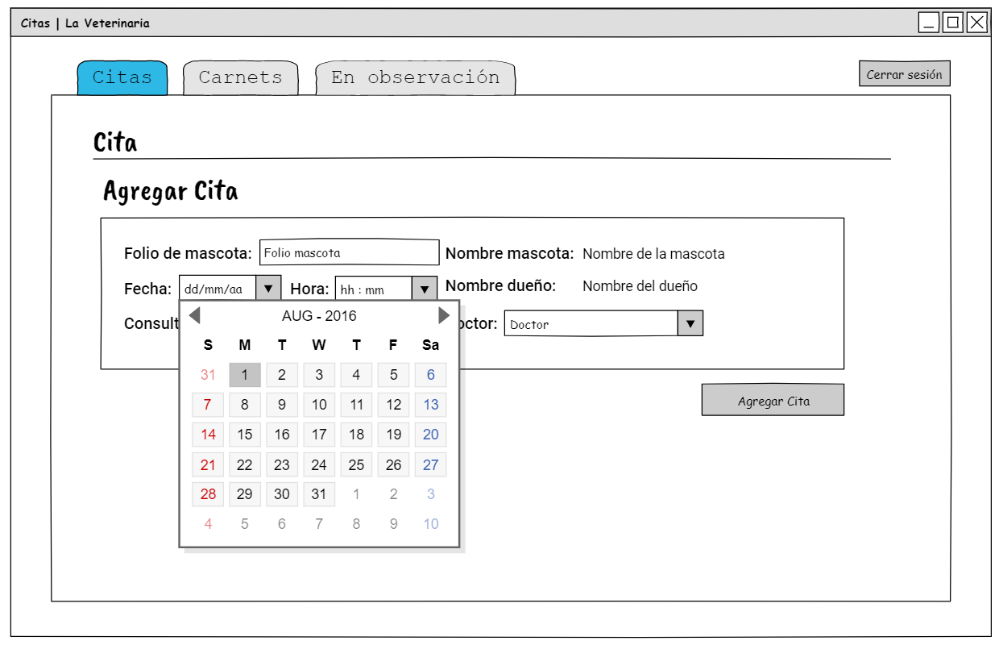 Citas | La Veterinaria
Citas Carnets En observación Cerrar sesión
Cita
Agregar Cita
Folio de mascota: Folio mascota Nombre mascota: Nombre de la mascota
Fecha: dd/mm/aa Hora: hh : mm Nombre dueño: Nombre del dueño
Consult octor: Doctor
AUG - 2016
S M T W T F Sa
31 1 2 3 4 5 6
7 8 9 10 11 12 13
14 15 16 17 18 19 20
21 22 23 24 25 26 27
28 29 30 31 1 2 3
4 5 6 7 8 9 10
Agregar Cita